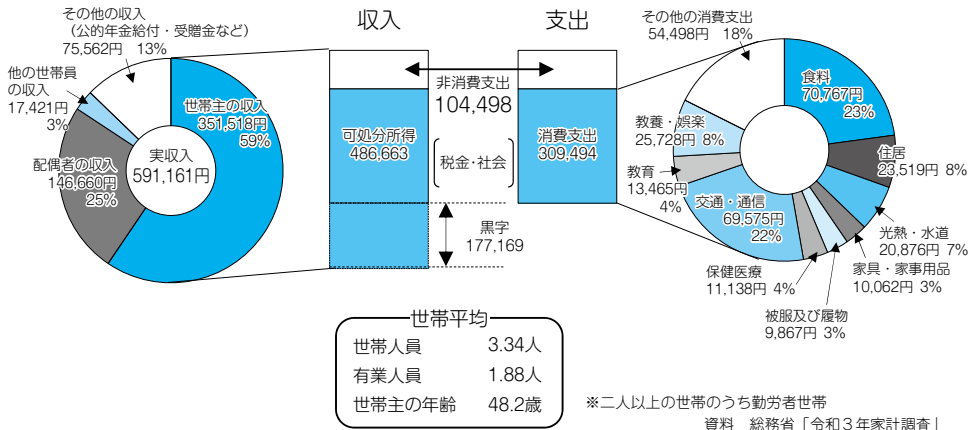 収入
支出
その他の収入
（公的年金給付・受贈金など）
75,562円 13%
他の世帯員
の収入
17,421円
3%
世帯主の収入
351,518円
59%
実収入
591,161円
配偶者の収入
146,660円
25%
非消費支出
104,498
可処分所得
486,663
税金・社会
消費支出
309,494
黒字
177,169
その他の消費支出
54,498円 18%
食料
70,767円
23%
住居
23,519円 8%
光熱・水道
20,876円 7%
家具・家事用品
10,062円 3%
被服及び履物
9,867円 3%
保健医療
11,138円 4%
交通・通信
69,575円
22%
教育
13,465円
4%
教養・娯楽
25,728円 8%
世帯平均
世帯人員 3.34人
有業人員 1.88人
世帯主の年齢 48.2歳
※二人以上の世帯のうち勤労者世帯
資料 総務省「令和３年家計調査」